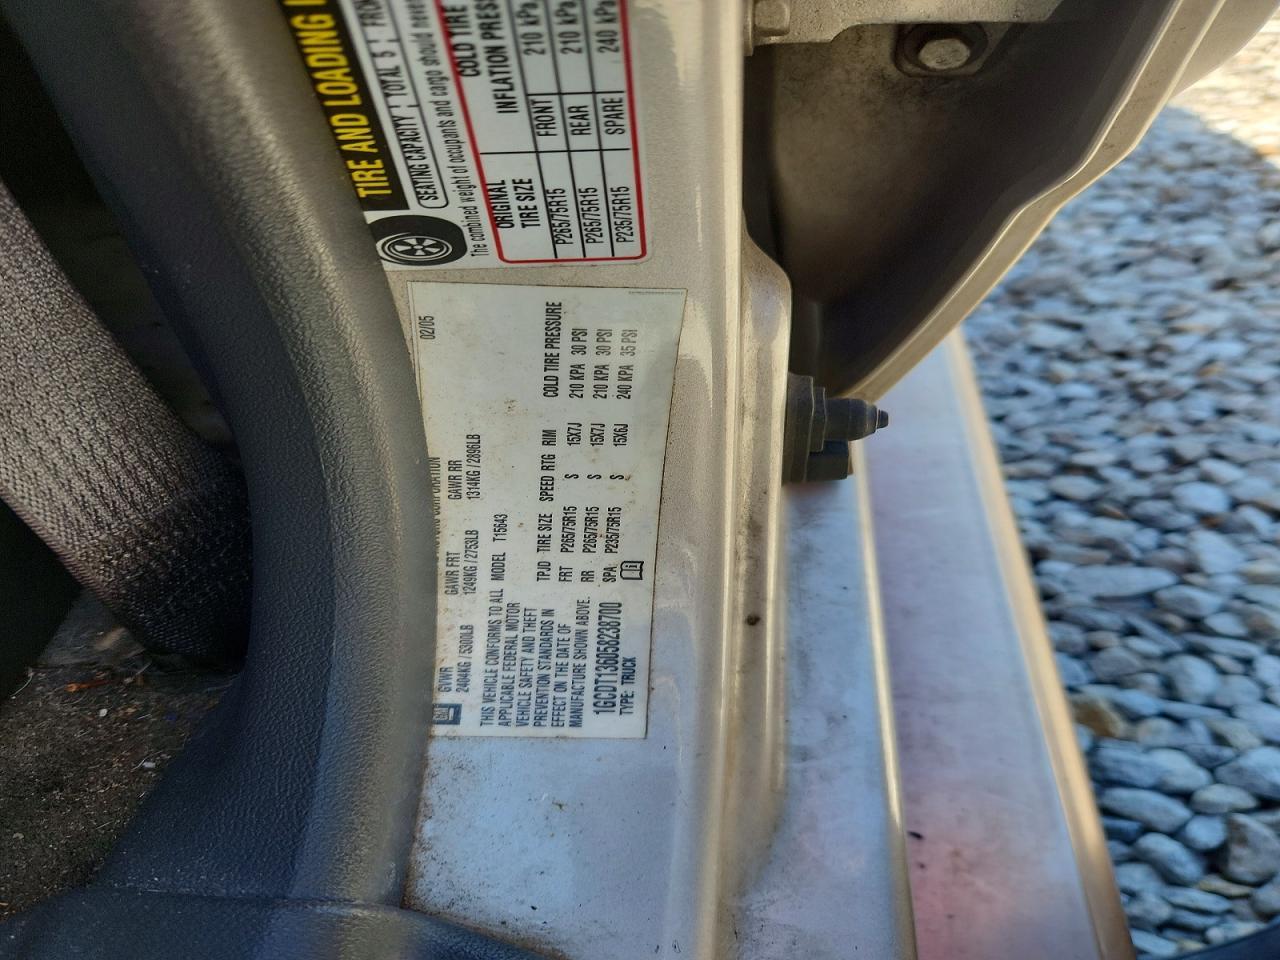 TIRE AND LOADING
SEATING CAPACITY TOTAL 5 FRON
The combined weight of occupants and cargo should never
ORIGINAL TIRE SIZE COLD TIRE INFLATION PRESS
P265/75R15 FRONT 210 kPa,
P265/75R15 REAR 210 kPa,
P235/75R15 SPARE 240 kPa
02/05
CORPORATION
GVWR GAWR FRT GAWR RR
2404KG / 5300LB 1249KG / 2753LB 1314KG / 2896LB
THIS VEHICLE CONFORMS TO ALL
APPLICABLE FEDERAL MOTOR
VEHICLE SAFETY AND THEFT
PREVENTION STANDARDS IN
EFFECT ON THE DATE OF
MANUFACTURE SHOWN ABOVE.
1GCDT136058238700
TYPE: TRUCK
MODEL T15643
TPJD TIRE SIZE SPEED RTG RIM COLD TIRE PRESSURE
FRT P265/75R15 S 15X7J 210 KPA 30 PSI
RR P265/75R15 S 15X7J 210 KPA 30 PSI
SPA P235/75R15 S 15X6J 240 KPA 35 PSI